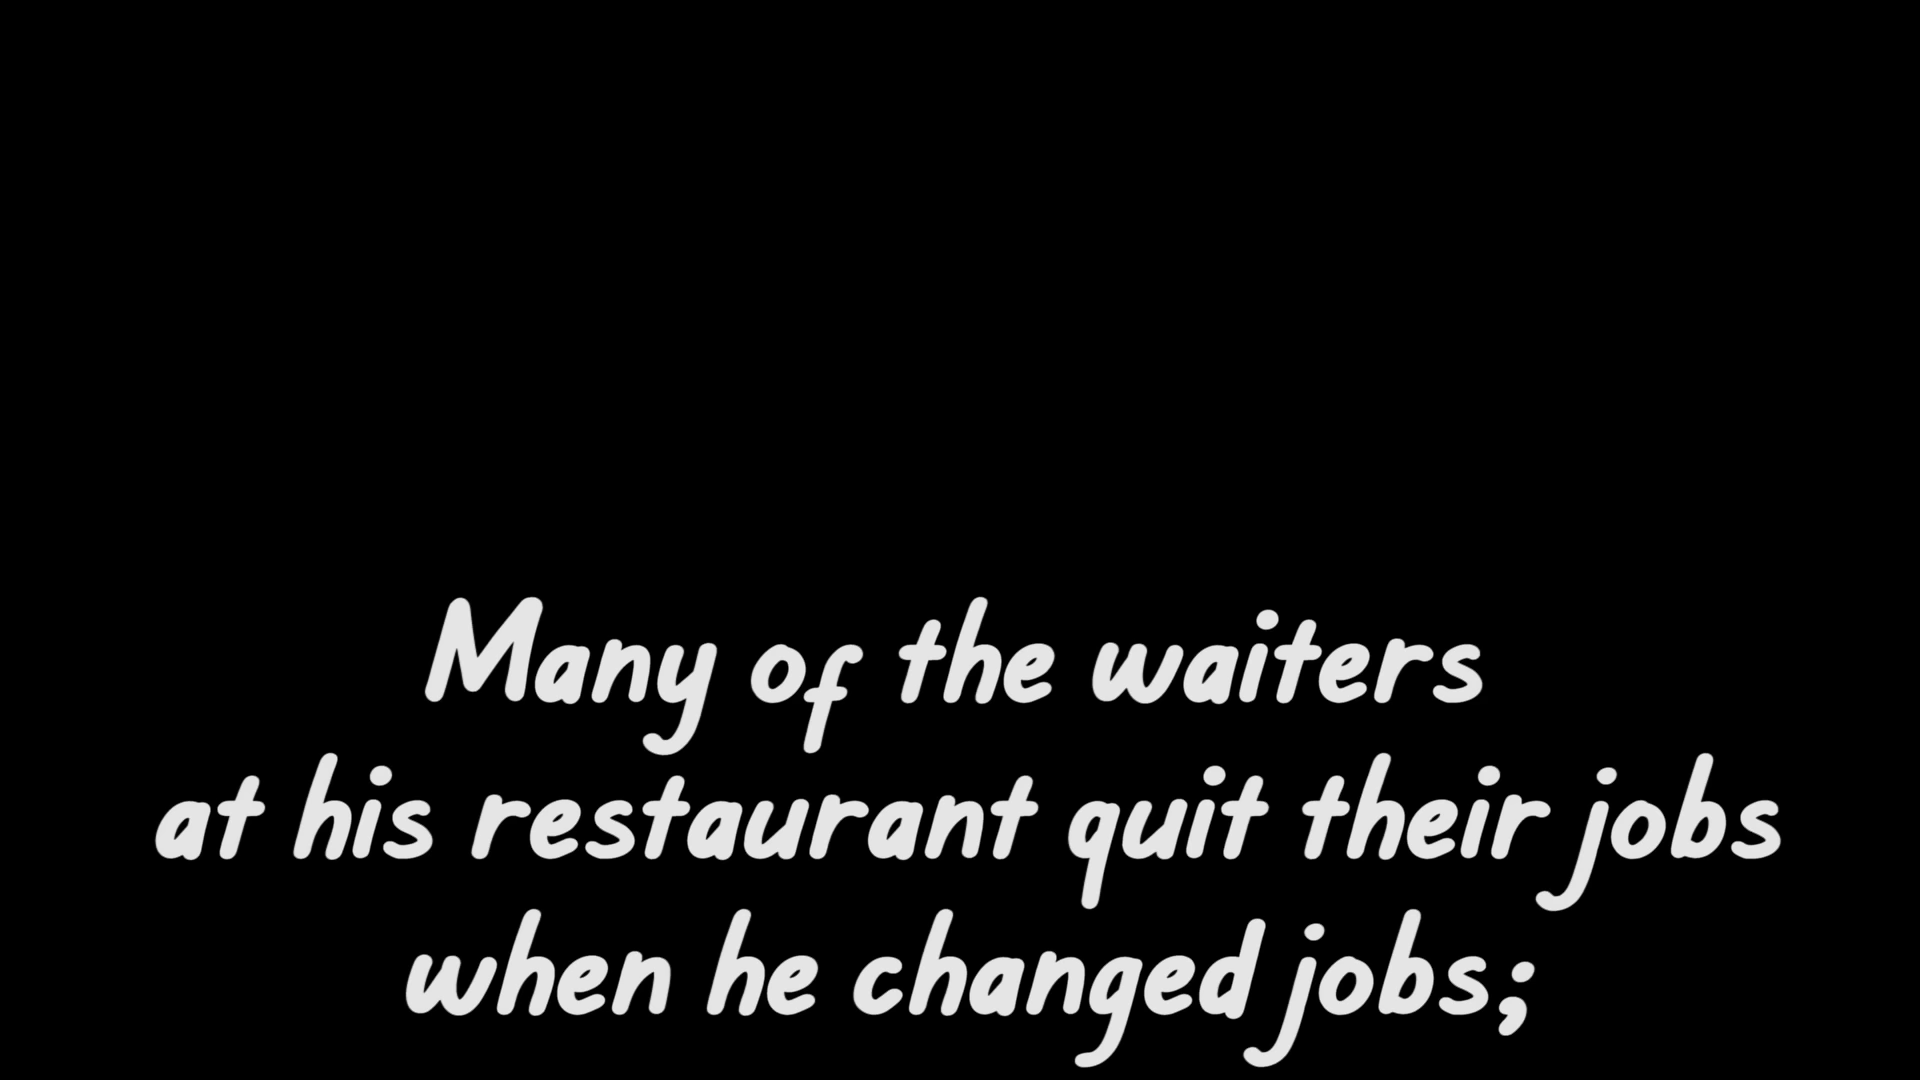 Many of the waiters
at his restaurant quit their jobs
when he changed jobs;